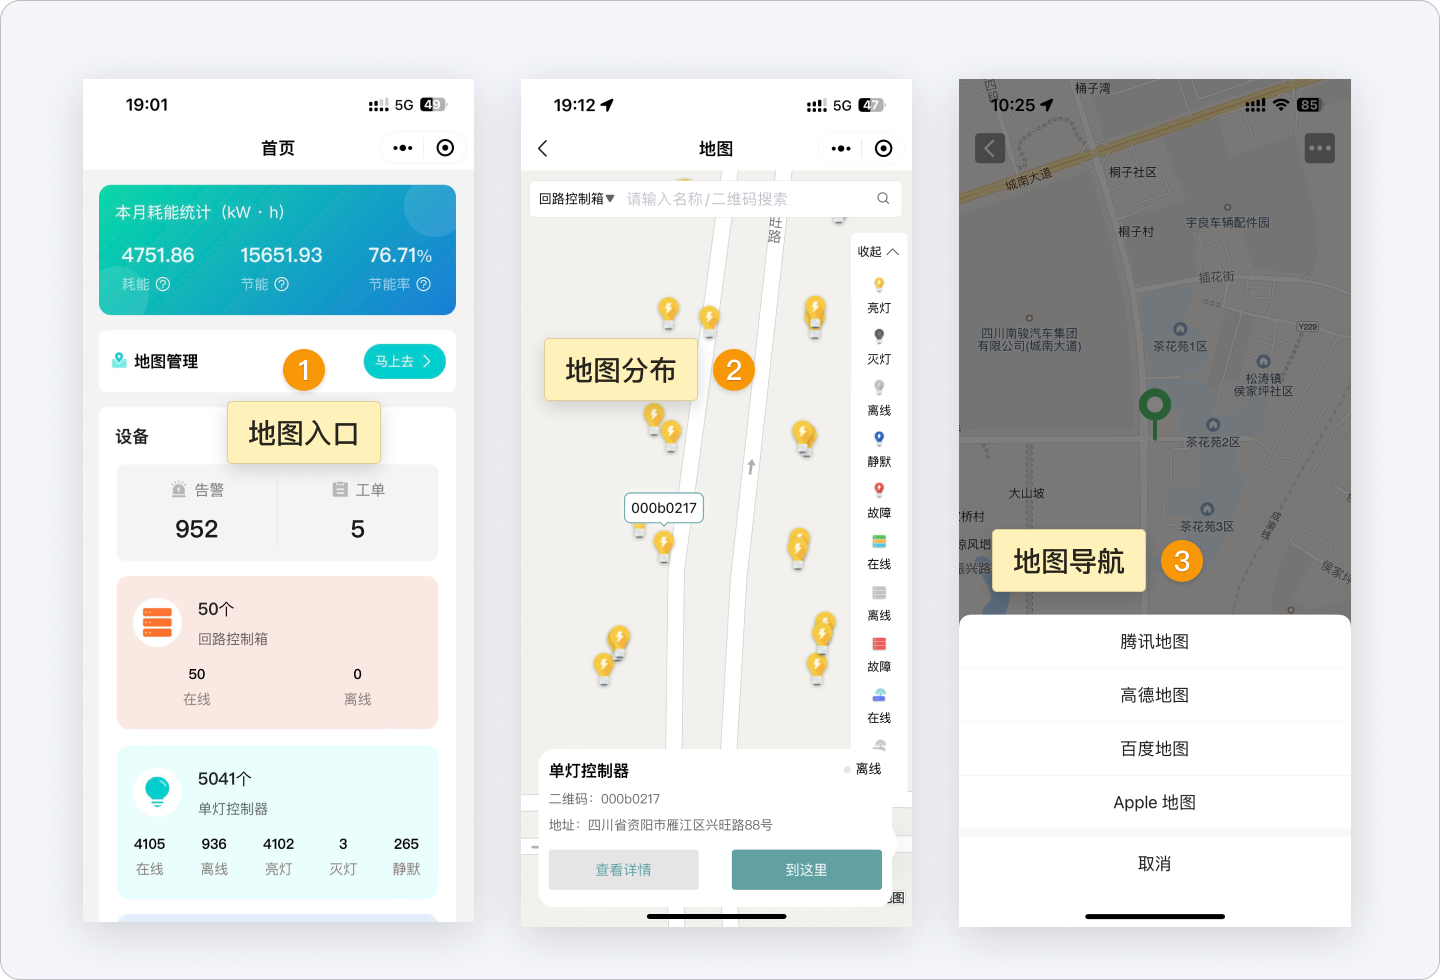 19:01
5G 49
首页
本月耗能统计（kW · h）
4751.86
15651.93
76.71%
耗能
节能
节能率
地图管理
马上去
1
地图入口
设备
告警
工单
952
5
50个
回路控制箱
50
0
在线
离线
5041个
单灯控制器
4105
936
4102
3
265
在线
离线
亮灯
灭灯
静默
19:12
5G 47
地图
回路控制箱▼
请输入名称/二维码搜索
旺路
收起
亮灯
灭灯
离线
静默
故障
在线
离线
故障
在线
地图分布
2
000b0217
单灯控制器
离线
二维码：000b0217
地址：四川省资阳市雁江区兴旺路88号
查看详情
到这里
图
10:25
85
桶子湾
城南大道
桐子社区
宇良车辆配件园
桐子村
插花街
四川南骏汽车集团
有限公司(城南大道)
Y229
茶花苑1区
松涛镇
侯家坪社区
茶花苑2区
大山坡
茶花苑3区
桥村
地图导航
3
侯家坪
腾讯地图
高德地图
百度地图
Apple 地图
取消